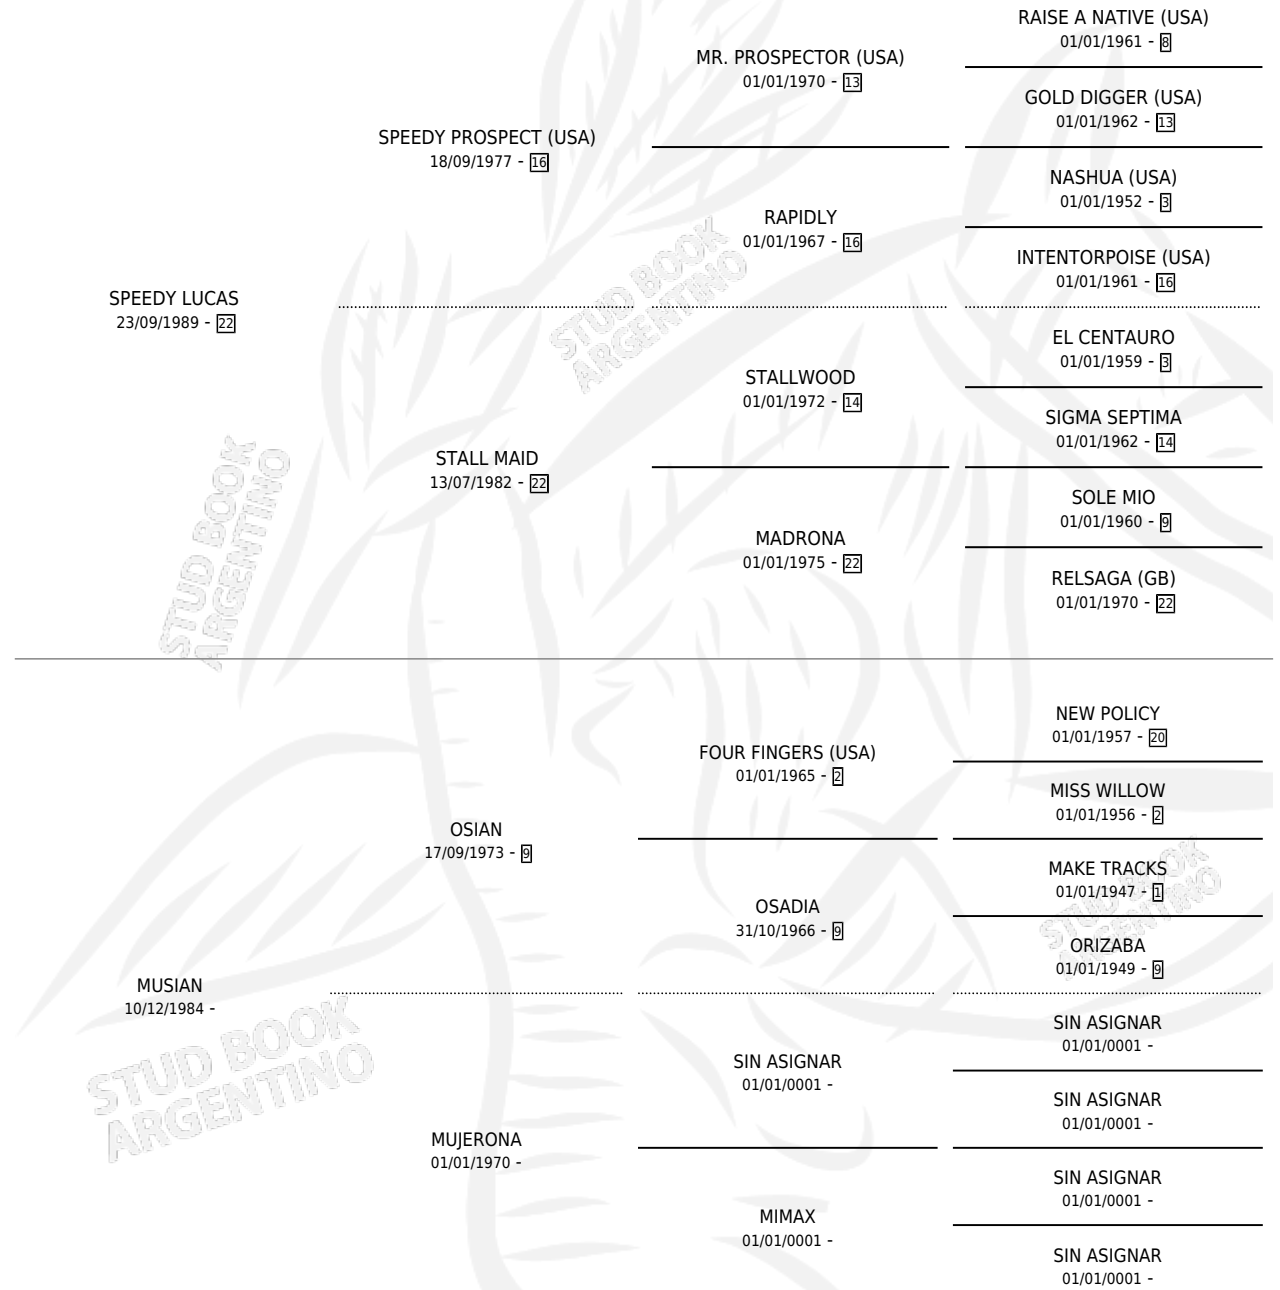 RAISE A NATIVE (USA)
01/01/1961 - 8
MR. PROSPECTOR (USA)
01/01/1970 - 13
GOLD DIGGER (USA)
01/01/1962 - 13
SPEEDY PROSPECT (USA)
18/09/1977 - 16
NASHUA (USA)
01/01/1952 - 3
RAPIDLY
01/01/1967 - 16
INTENTORPOISE (USA)
01/01/1961 - 16
SPEEDY LUCAS
23/09/1989 - 22
EL CENTAURO
01/01/1959 - 3
STALLWOOD
01/01/1972 - 14
SIGMA SEPTIMA
01/01/1962 - 14
STALL MAID
13/07/1982 - 22
SOLE MIO
01/01/1960 - 9
MADRONA
01/01/1975 - 22
RELSAGA (GB)
01/01/1970 - 22
STUD BOOK
ARGENTINO
STUD BOOK
ARGENTINO
NEW POLICY
01/01/1957 - 20
FOUR FINGERS (USA)
01/01/1965 - 2
MISS WILLOW
01/01/1956 - 2
OSIAN
17/09/1973 - 9
MAKE TRACKS
01/01/1947 - 1
OSADIA
31/10/1966 - 9
ORIZABA
01/01/1949 - 9
STUD BOOK
ARGENTINO
MUSIAN
10/12/1984 -
SIN ASIGNAR
01/01/0001 -
SIN ASIGNAR
01/01/0001 -
SIN ASIGNAR
01/01/0001 -
MUJERONA
01/01/1970 -
SIN ASIGNAR
01/01/0001 -
MIMAX
01/01/0001 -
SIN ASIGNAR
01/01/0001 -
STUD BOOK
ARGENTINO